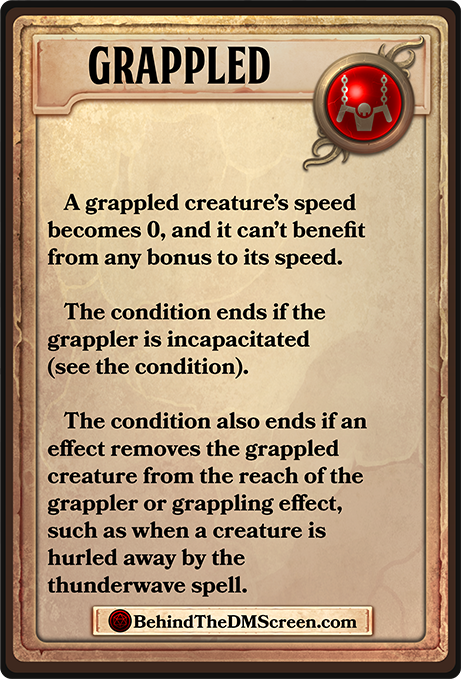 GRAPPLED
A grappled creature's speed
becomes 0, and it can't benefit
from any bonus to its speed.
The condition ends if the
grappler is incapacitated
(see the condition).
The condition also ends if an
effect removes the grappled
creature from the reach of the
grappler or grappling effect,
such as when a creature is
hurled away by the
thunderwave spell.
BehindTheDMScreen.com